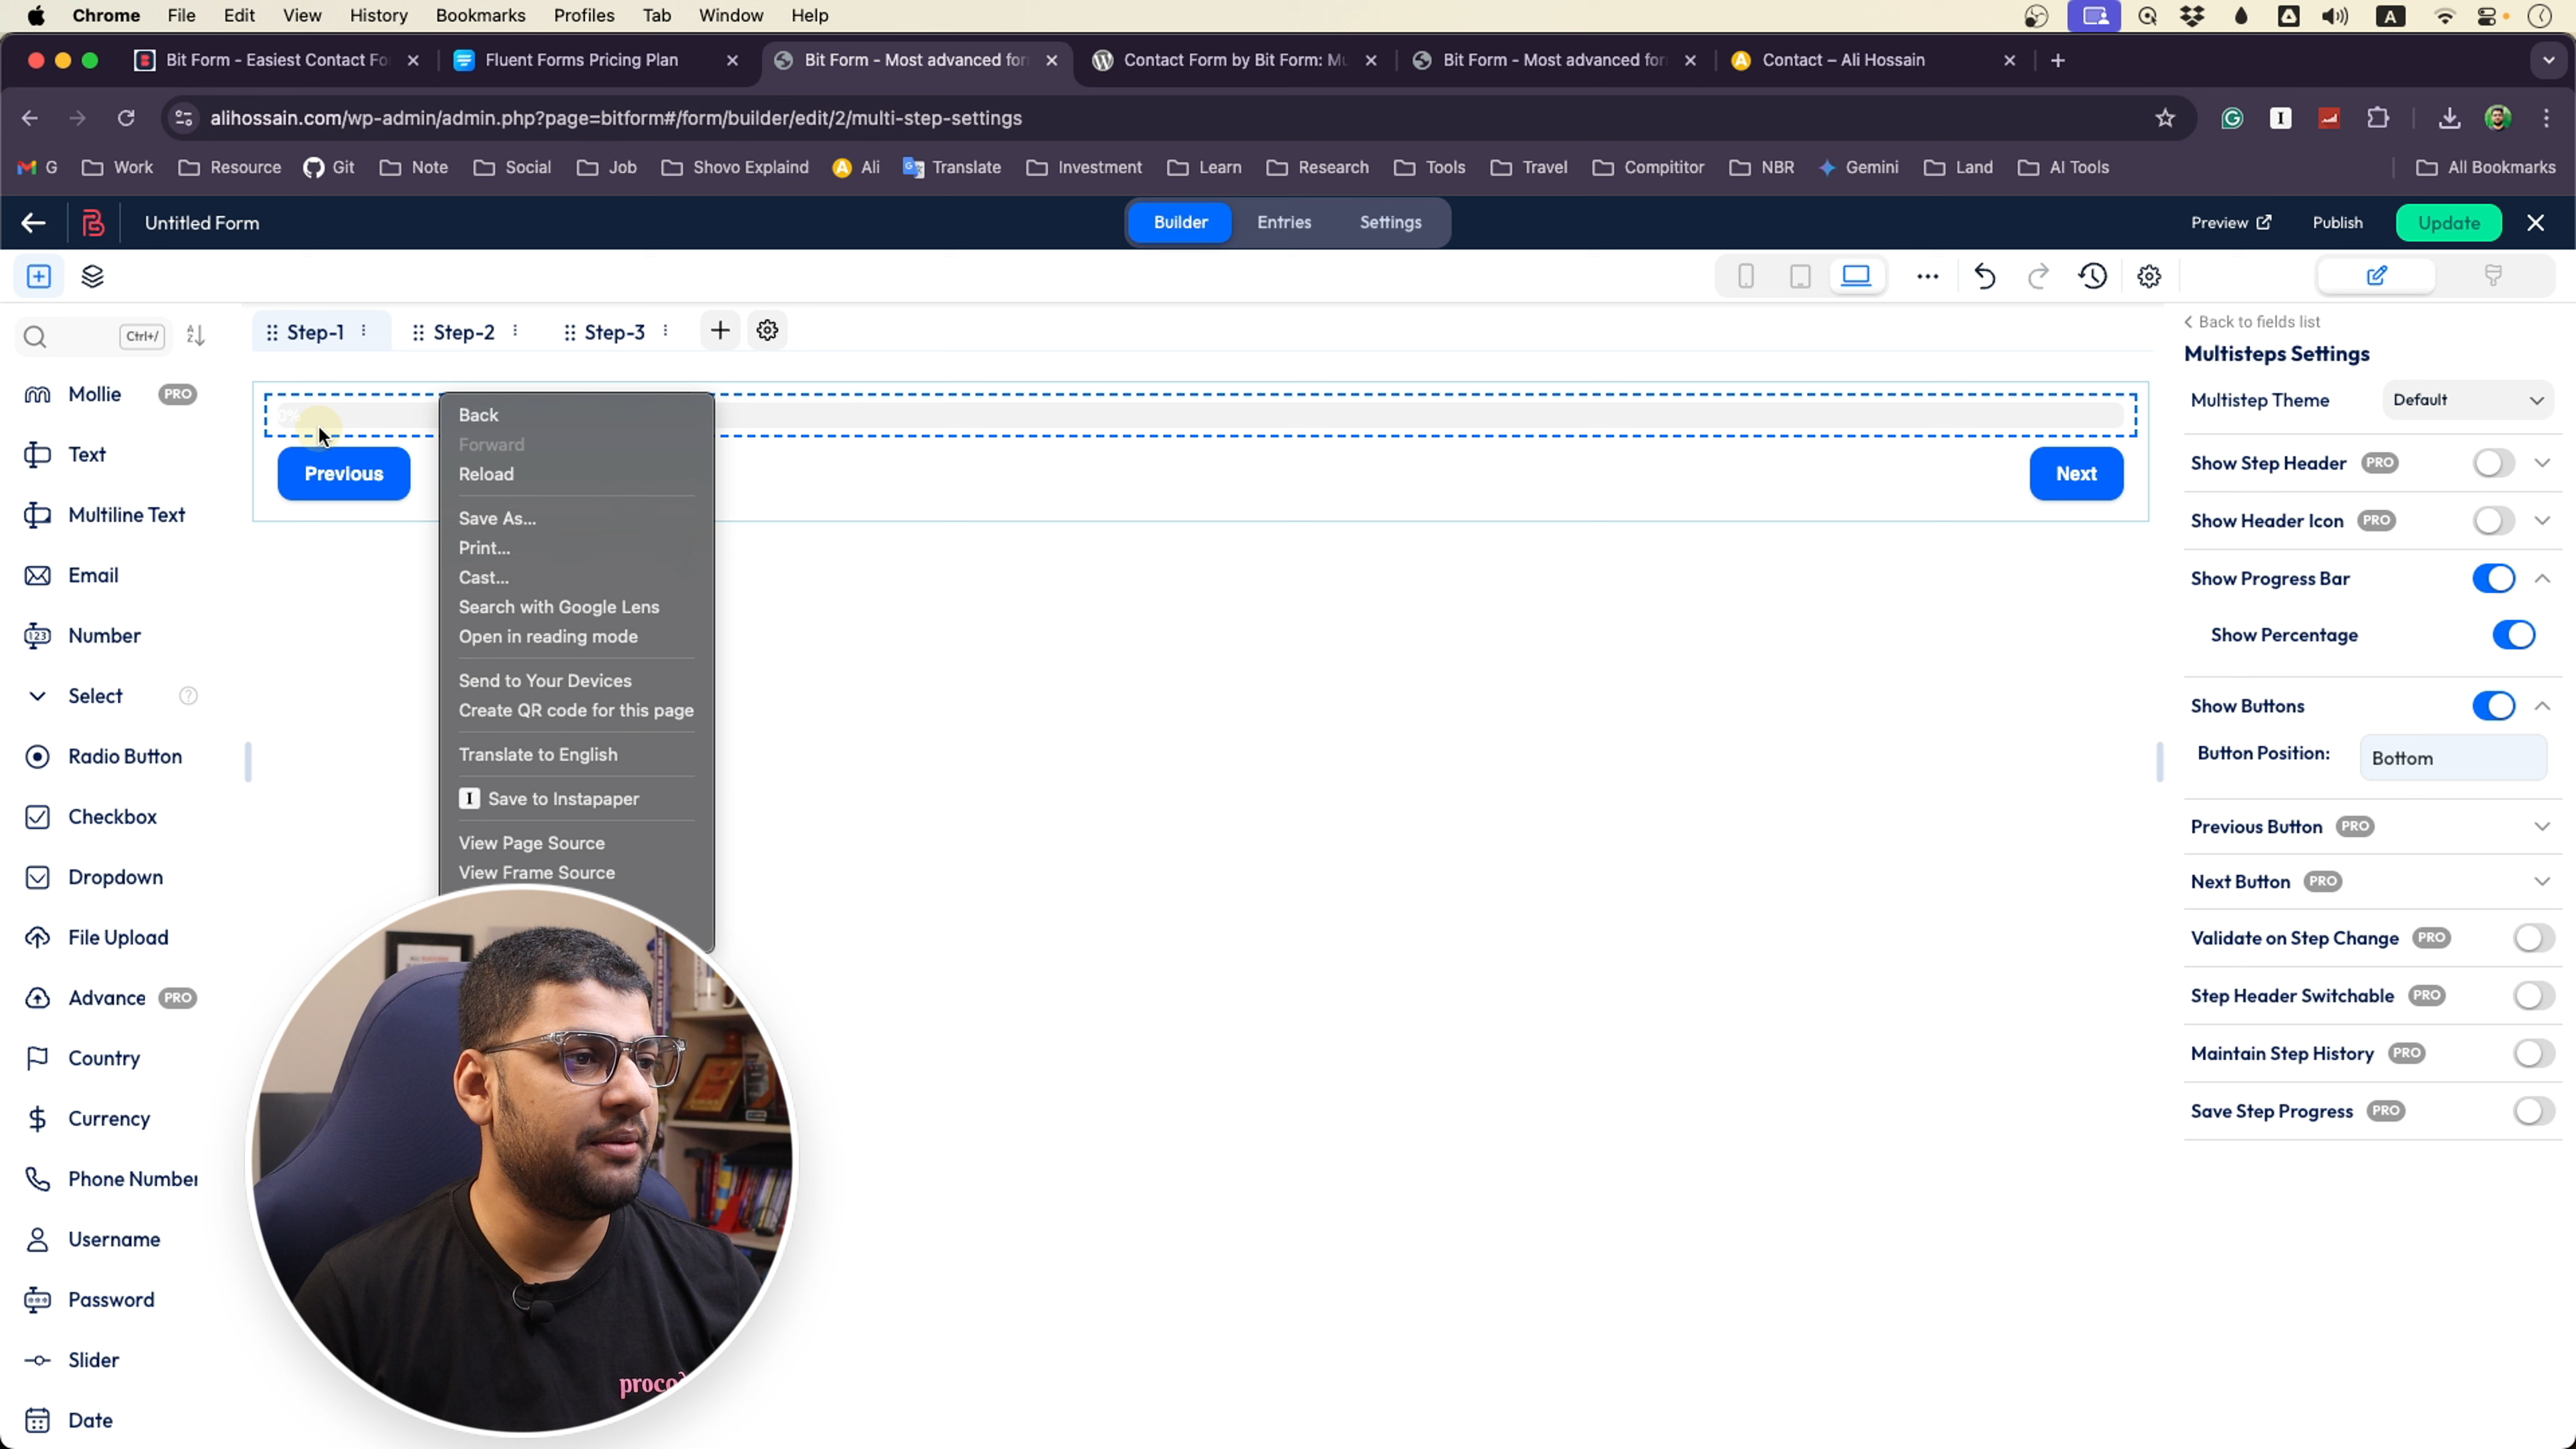 Chrome File Edit View History Bookmarks Profiles Tab Window Help A
Bit Form - Easiest Contact Fo
Fluent Forms Pricing Plan
Bit Form - Most advanced for
Contact Form by Bit Form: Mu
Bit Form - Most advanced for
A Contact – Ali Hossain
alihossain.com/wp-admin/admin.php?page=bitform#/form/builder/edit/2/multi-step-settings
G Work Resource Git Note Social Job Shovo Explaind Ali Translate Investment Learn Research Tools Travel Compititor NBR Gemini Land AI Tools All Bookmarks
Untitled Form
Builder Entries Settings
Preview Publish Update
Ctrl+/
Step-1 Step-2 Step-3
Mollie PRO
Text
Multiline Text
Email
Number
Select
Radio Button
Checkbox
Dropdown
File Upload
Advance PRO
Country
Currency
Phone Number
Username
Password
Slider
Date
0%
Previous
Next
Back
Forward
Reload
Save As...
Print...
Cast...
Search with Google Lens
Open in reading mode
Send to Your Devices
Create QR code for this page
Translate to English
I Save to Instapaper
View Page Source
View Frame Source
Back to fields list
Multisteps Settings
Multistep Theme Default
Show Step Header PRO
Show Header Icon PRO
Show Progress Bar
Show Percentage
Show Buttons
Button Position: Bottom
Previous Button PRO
Next Button PRO
Validate on Step Change PRO
Step Header Switchable PRO
Maintain Step History PRO
Save Step Progress PRO
proco